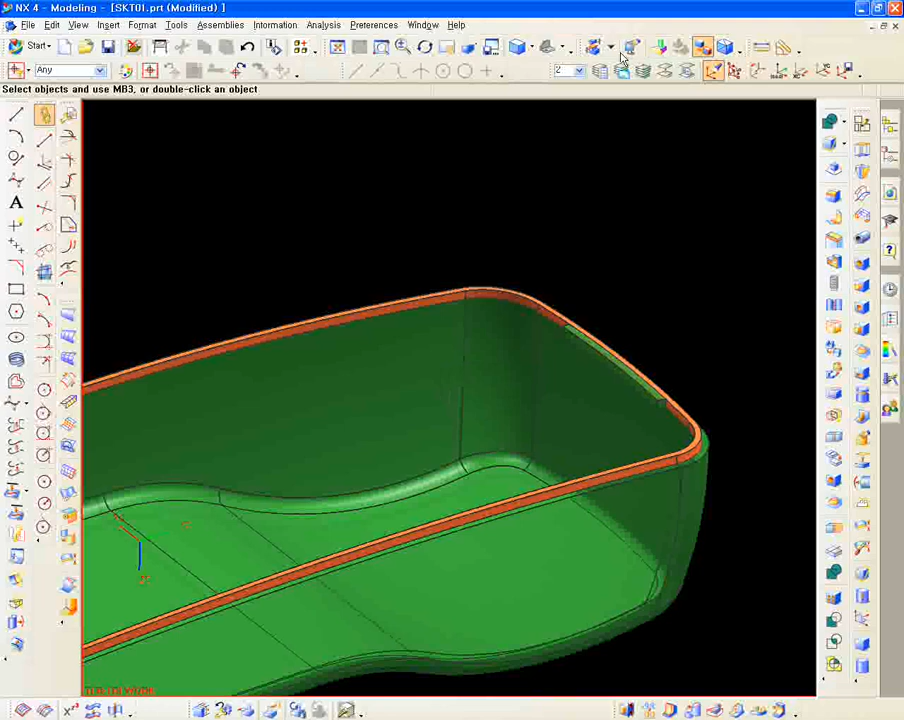 NX 4 - Modeling - [SKT01.prt (Modified) ]
File Edit View Insert Format Tools Assemblies Information Analysis Preferences Window Help
Start
Any
2
Select objects and use MB3, or double-click an object
A